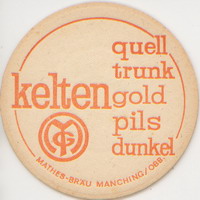 quell
trunk
kelten gold
pils
dunkel
MATHES-BRÄU MANCHING/OBB.